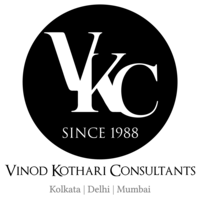 VKC
SINCE 1988
VINOD KOTHARI CONSULTANTS
Kolkata | Delhi | Mumbai